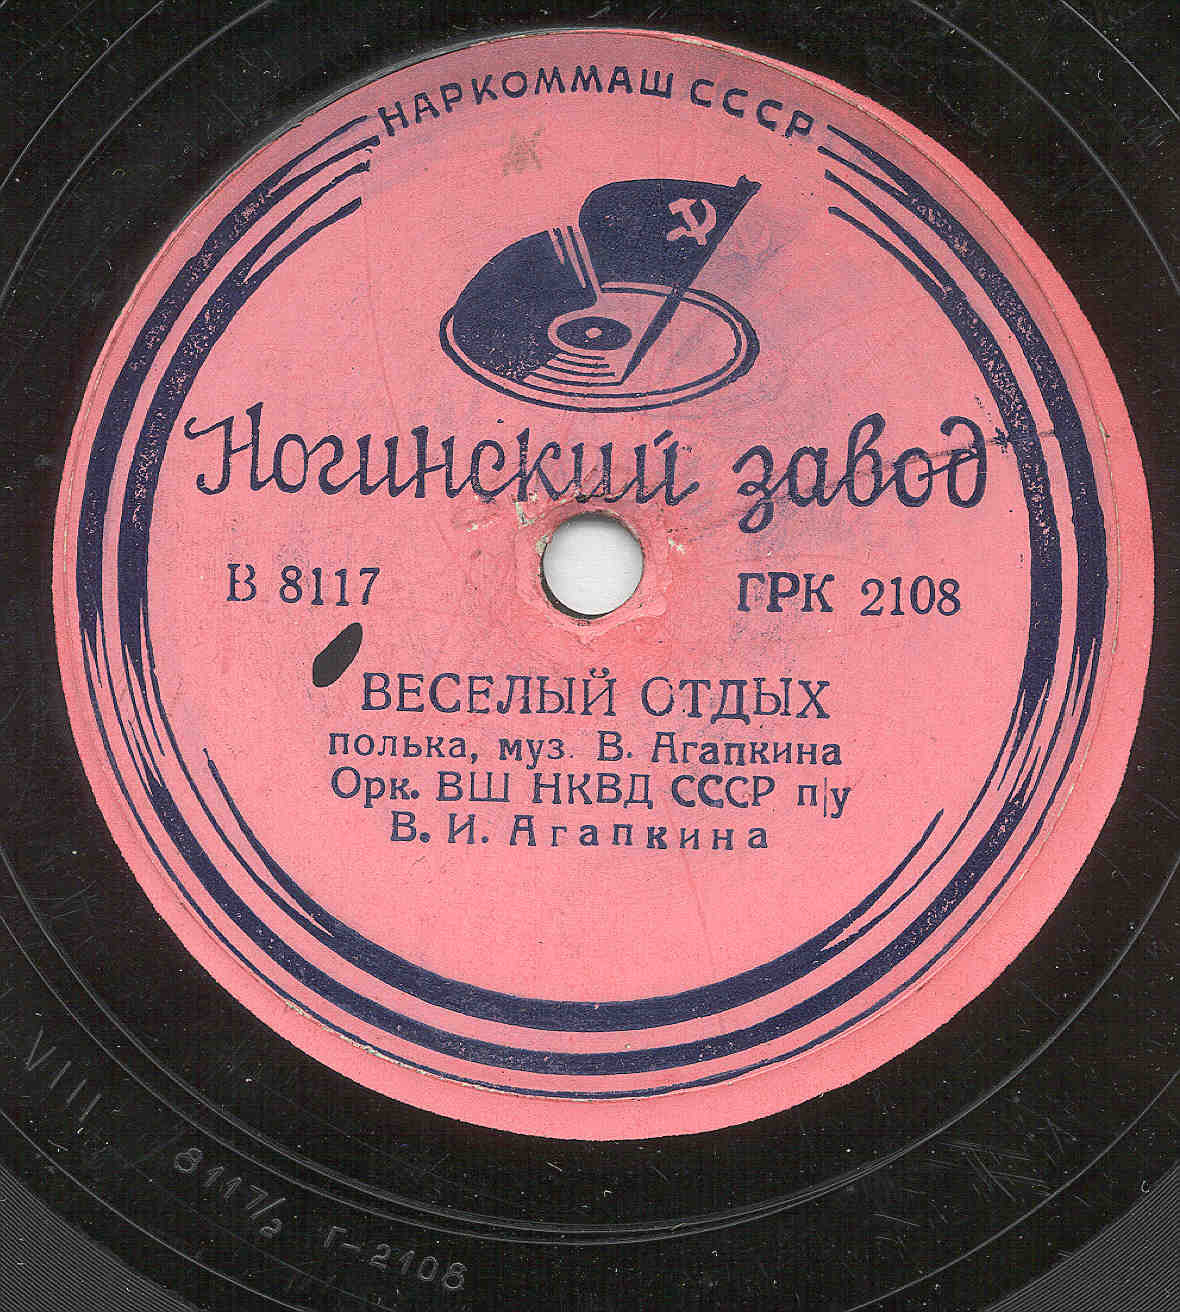 НАРКОММАШ СССР
Ногинский завод
В 8117 ГРК 2108
ВЕСЕЛЫЙ ОТДЫХ
полька, муз. В. Агапкина
Орк. ВШ НКВД СССР п/у
В. И. Агапкина
VIII 8117/2 Г-2108